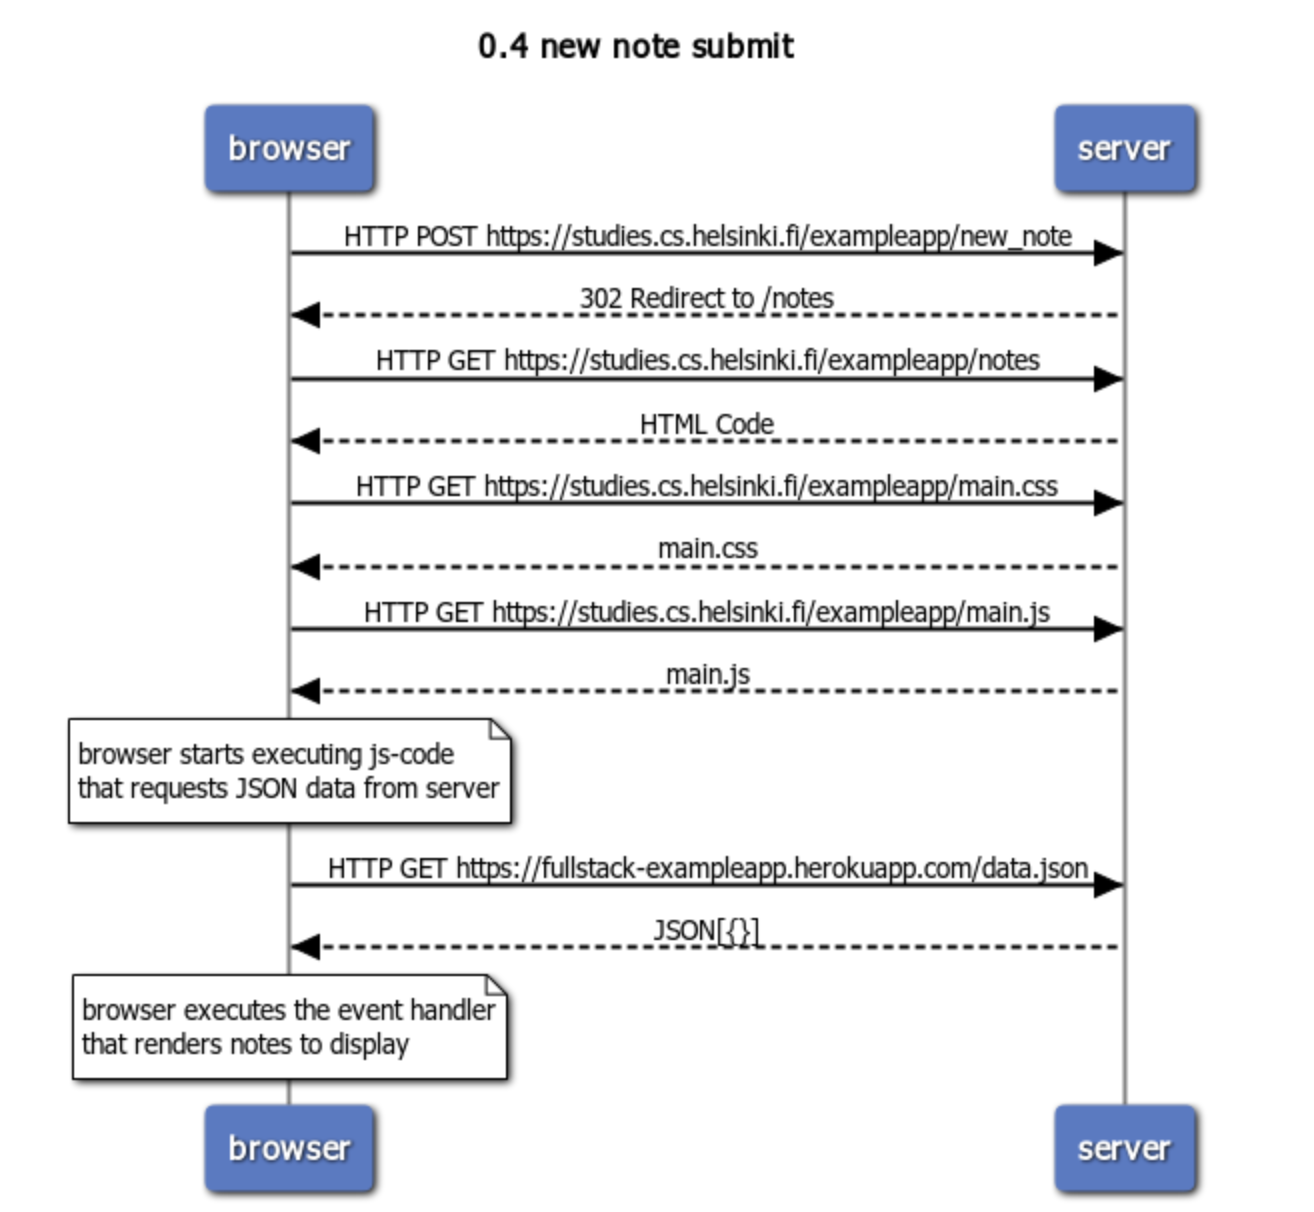 0.4 new note submit
browser
server
HTTP POST https://studies.cs.helsinki.fi/exampleapp/new_note
302 Redirect to /notes
HTTP GET https://studies.cs.helsinki.fi/exampleapp/notes
HTML Code
HTTP GET https://studies.cs.helsinki.fi/exampleapp/main.css
main.css
HTTP GET https://studies.cs.helsinki.fi/exampleapp/main.js
main.js
browser starts executing js-code
that requests JSON data from server
HTTP GET https://fullstack-exampleapp.herokuapp.com/data.json
JSON[{}]
browser executes the event handler
that renders notes to display
browser
server